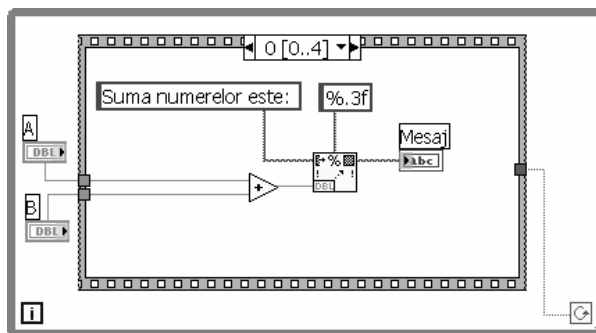 0 [0..4]
Suma numerelor este:
%.3f
A
Mesaj
DBL
abc
%
! !
DBL
+
B
DBL
i